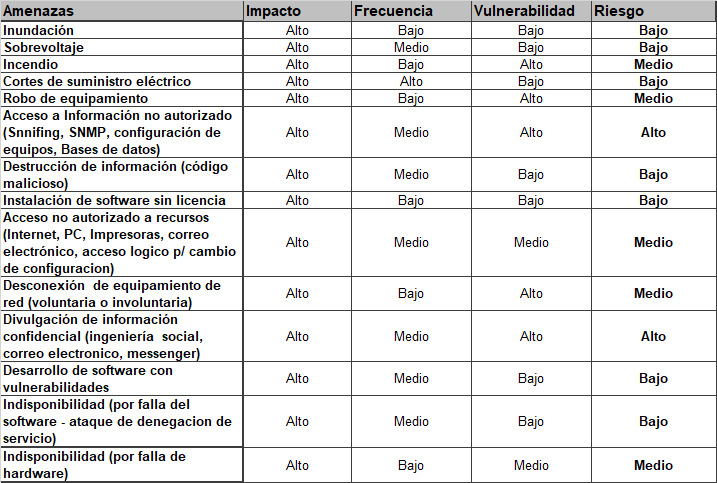 Amenazas Impacto Frecuencia Vulnerabilidad Riesgo
Inundación Alto Bajo Bajo Bajo
Sobrevoltaje Alto Medio Bajo Bajo
Incendio Alto Bajo Alto Medio
Cortes de suministro eléctrico Alto Alto Bajo Bajo
Robo de equipamiento Alto Bajo Alto Medio
Acceso a Información no autorizado
(Snnifing, SNMP, configuración de
equipos, Bases de datos) Alto Medio Alto Alto
Destrucción de información (código
malicioso) Alto Medio Bajo Bajo
Instalación de software sin licencia Alto Bajo Bajo Bajo
Acceso no autorizado a recursos
(Internet, PC, Impresoras, correo
electrónico, acceso logico p/ cambio
de configuracion) Alto Medio Medio Medio
Desconexión de equipamiento de
red (voluntaria o involuntaria) Alto Bajo Alto Medio
Divulgación de información
confidencial (ingeniería social,
correo electronico, messenger) Alto Medio Alto Alto
Desarrollo de software con
vulnerabilidades Alto Medio Bajo Bajo
Indisponibilidad (por falla del
software - ataque de denegacion de
servicio) Alto Medio Bajo Bajo
Indisponibilidad (por falla de
hardware) Alto Bajo Medio Medio